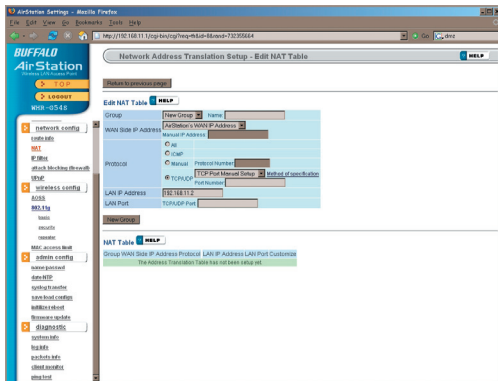 AirStation Settings - Mozilla Firefox
File Edit View Go Bookmarks Tools Help
Go
dmz
BUFFALO
AirStation
Wireless LAN Access Point
TOP
LOGOUT
WHR-G54S
network config
route info
NAT
IP filter
UPnP
wireless config
AOSS
802.11g
basic
security
repeater
MAC access limit
admin config
name/passwd
date/NTP
syslog transfer
save/load configs
initilize/reboot
firmware update
diagnostic
system info
log info
packets info
client monitor
ping test
Network Address Translation Setup - Edit NAT Table
HELP
Return to previous page
Edit NAT Table HELP
Group New Group Name:
WAN Side IP Address AirStation's WAN IP Address
Manual IP Address
Protocol
All
ICMP
Manual Protocol Number
TCP/UDP TCP Port Manual Setup Method of specification
Port Number
LAN IP Address 192.168.11.2
LAN Port TCP/UDP Port
New Group
NAT Table HELP
Group WAN Side IP Address Protocol LAN IP Address LAN Port Customize
The Address Translation Table has not been setup yet.